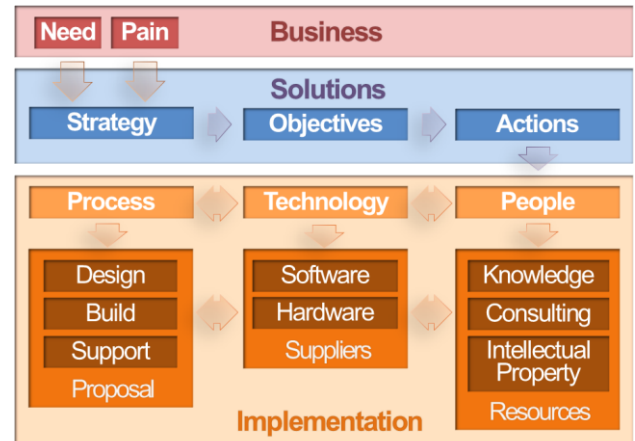 Need Pain Business
Solutions
Strategy Objectives Actions
Process Technology People
Design Software Knowledge
Build Hardware Consulting
Support Suppliers Intellectual
Property
Proposal Resources
Implementation